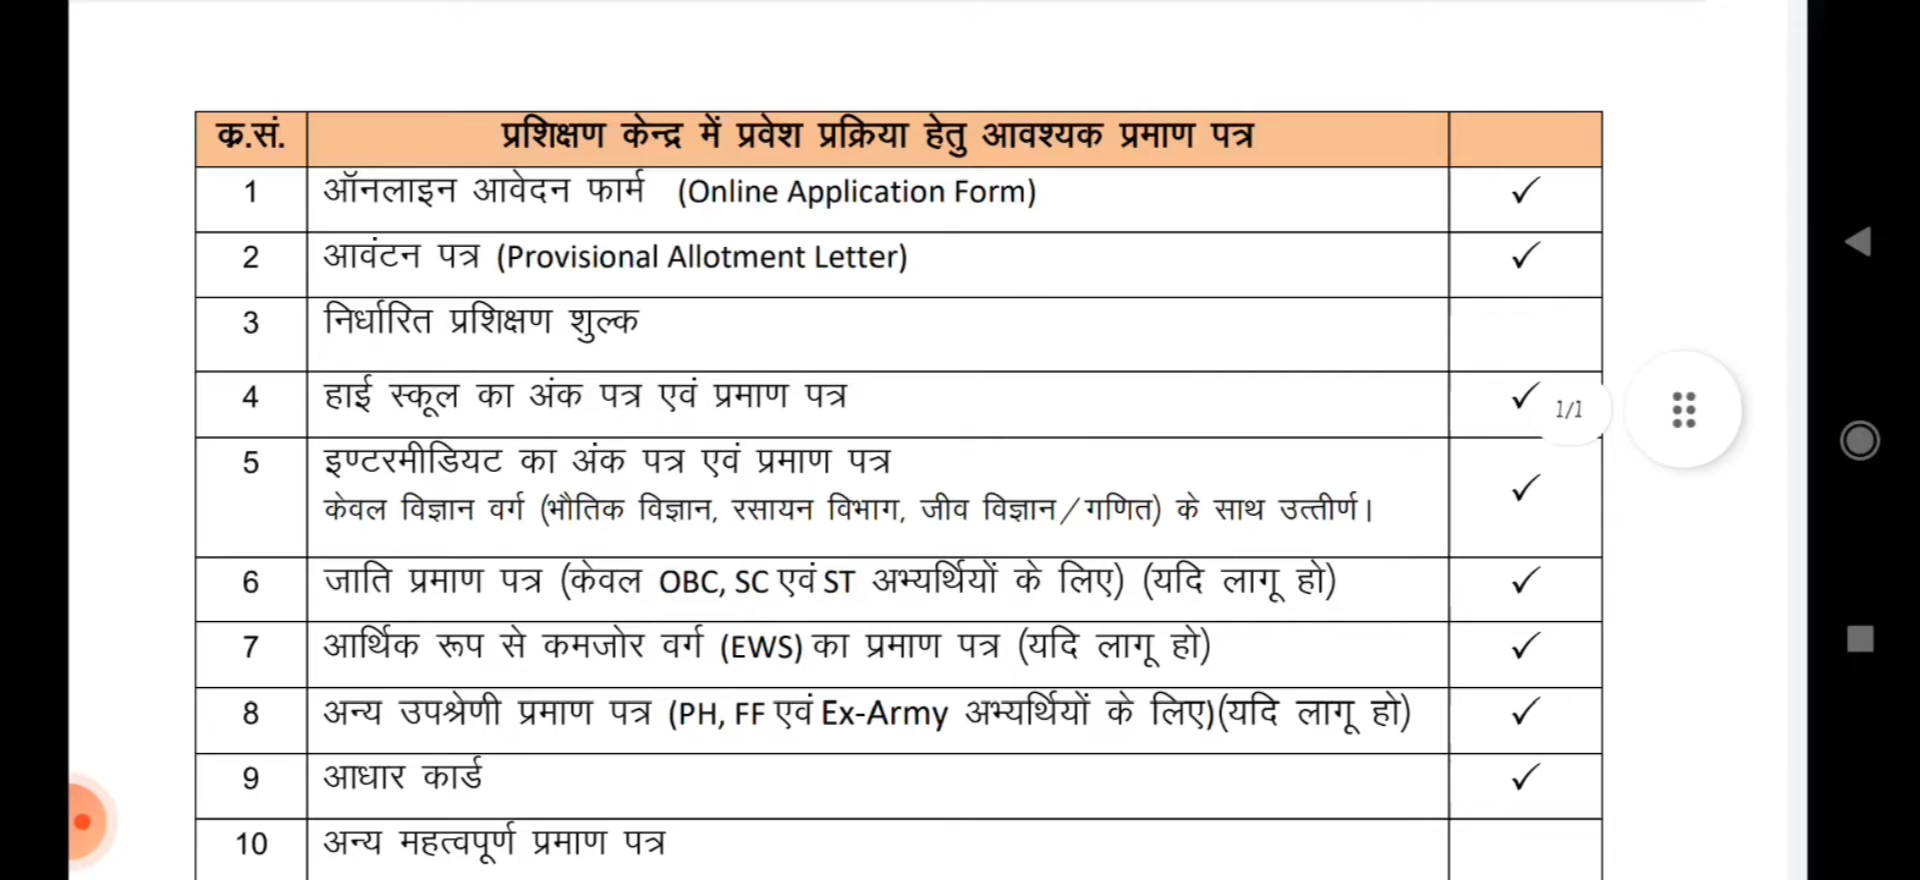 क्र.सं. प्रशिक्षण केन्द्र में प्रवेश प्रक्रिया हेतु आवश्यक प्रमाण पत्र
1 ऑनलाइन आवेदन फार्म (Online Application Form) ✓
2 आवंटन पत्र (Provisional Allotment Letter) ✓
3 निर्धारित प्रशिक्षण शुल्क
4 हाई स्कूल का अंक पत्र एवं प्रमाण पत्र ✓
1/1
5 इण्टरमीडियट का अंक पत्र एवं प्रमाण पत्र
केवल विज्ञान वर्ग (भौतिक विज्ञान, रसायन विभाग, जीव विज्ञान/गणित) के साथ उत्तीर्ण। ✓
6 जाति प्रमाण पत्र (केवल OBC, SC एवं ST अभ्यर्थियों के लिए) (यदि लागू हो) ✓
7 आर्थिक रूप से कमजोर वर्ग (EWS) का प्रमाण पत्र (यदि लागू हो) ✓
8 अन्य उपश्रेणी प्रमाण पत्र (PH, FF एवं Ex-Army अभ्यर्थियों के लिए)(यदि लागू हो) ✓
9 आधार कार्ड ✓
10 अन्य महत्वपूर्ण प्रमाण पत्र